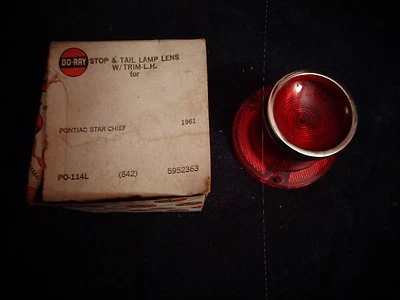 DO-RAY
STOP & TAIL LAMP LENS
W/TRIM-L.H.
for
PONTIAC STAR CHIEF 1961
PO-114L (842) 5952363